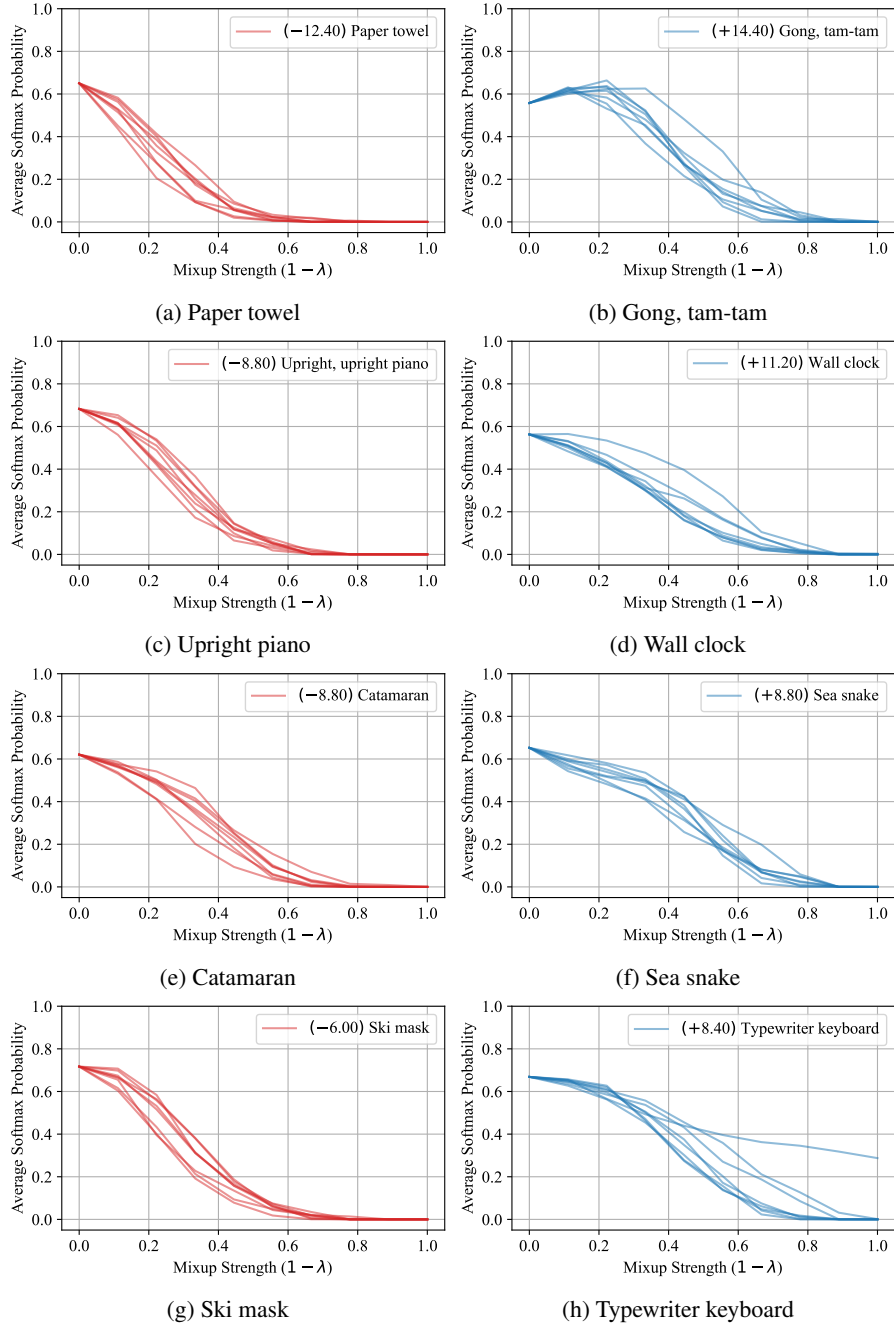 1.0
0.8
0.6
0.4
0.2
0.0
Average Softmax Probability
(−12.40) Paper towel
0.0 0.2 0.4 0.6 0.8 1.0
Mixup Strength (1 − λ)
(a) Paper towel
1.0
0.8
0.6
0.4
0.2
0.0
Average Softmax Probability
(+14.40) Gong, tam-tam
0.0 0.2 0.4 0.6 0.8 1.0
Mixup Strength (1 − λ)
(b) Gong, tam-tam
1.0
0.8
0.6
0.4
0.2
0.0
Average Softmax Probability
(−8.80) Upright, upright piano
0.0 0.2 0.4 0.6 0.8 1.0
Mixup Strength (1 − λ)
(c) Upright piano
1.0
0.8
0.6
0.4
0.2
0.0
Average Softmax Probability
(+11.20) Wall clock
0.0 0.2 0.4 0.6 0.8 1.0
Mixup Strength (1 − λ)
(d) Wall clock
1.0
0.8
0.6
0.4
0.2
0.0
Average Softmax Probability
(−8.80) Catamaran
0.0 0.2 0.4 0.6 0.8 1.0
Mixup Strength (1 − λ)
(e) Catamaran
1.0
0.8
0.6
0.4
0.2
0.0
Average Softmax Probability
(+8.80) Sea snake
0.0 0.2 0.4 0.6 0.8 1.0
Mixup Strength (1 − λ)
(f) Sea snake
1.0
0.8
0.6
0.4
0.2
0.0
Average Softmax Probability
(−6.00) Ski mask
0.0 0.2 0.4 0.6 0.8 1.0
Mixup Strength (1 − λ)
(g) Ski mask
1.0
0.8
0.6
0.4
0.2
0.0
Average Softmax Probability
(+8.40) Typewriter keyboard
0.0 0.2 0.4 0.6 0.8 1.0
Mixup Strength (1 − λ)
(h) Typewriter keyboard